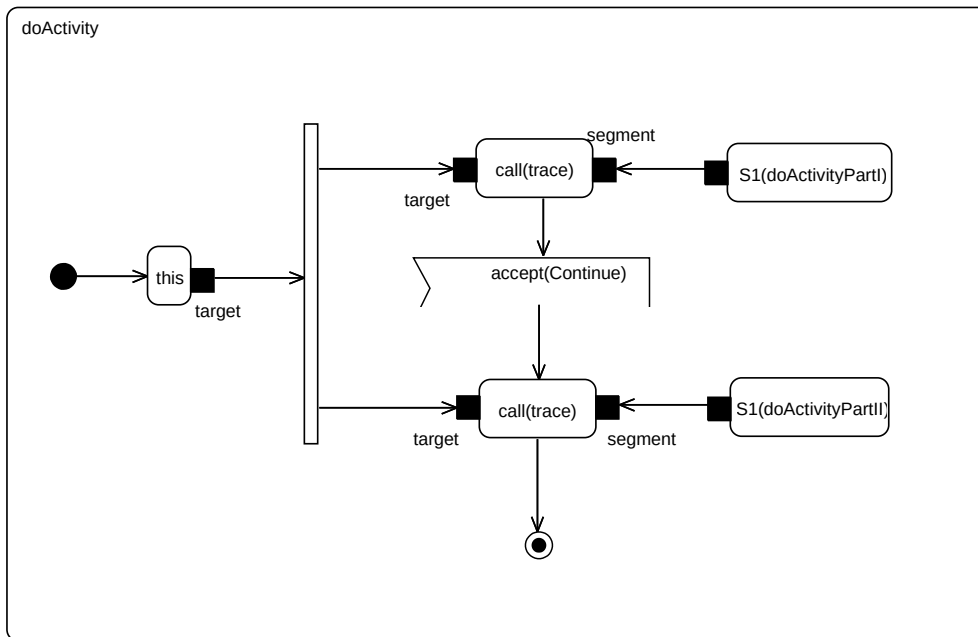 doActivity
segment
call(trace)
S1(doActivityPartI)
target
this
accept(Continue)
target
call(trace)
S1(doActivityPartII)
target
segment